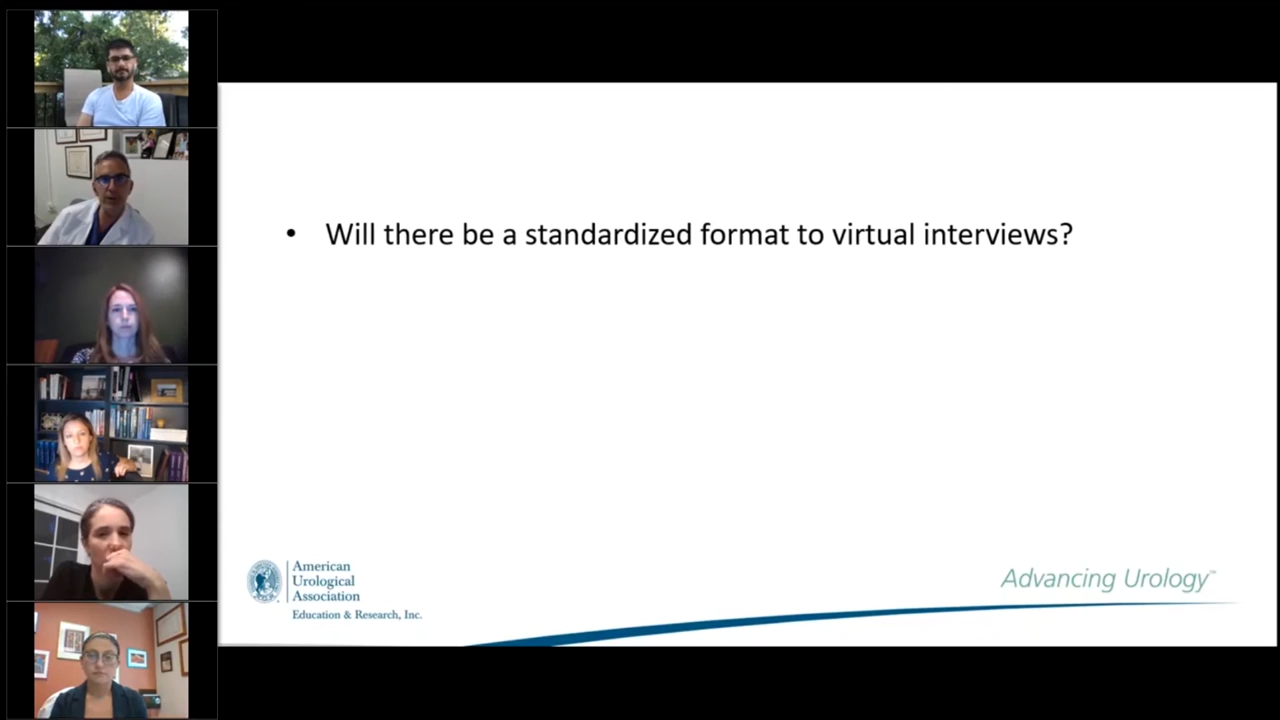 • Will there be a standardized format to virtual interviews?
American
Urological
Association
Education & Research, Inc.
Advancing Urology™